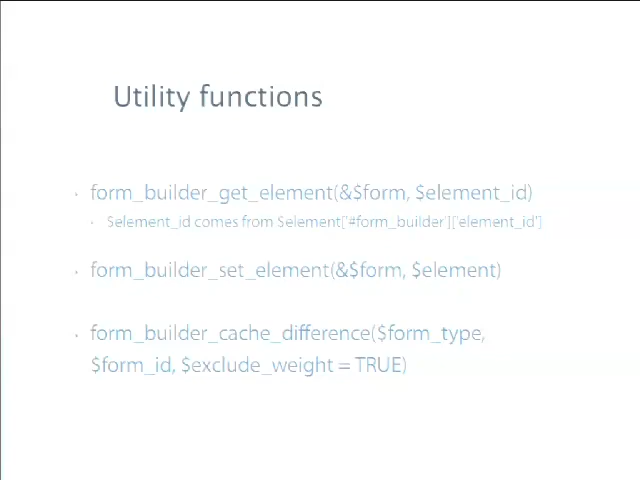 Utility functions
• form_builder_get_element(&$form, $element_id)
• $element_id comes from $element['#form_builder']['element_id']
• form_builder_set_element(&$form, $element)
• form_builder_cache_difference($form_type,
$form_id, $exclude_weight = TRUE)